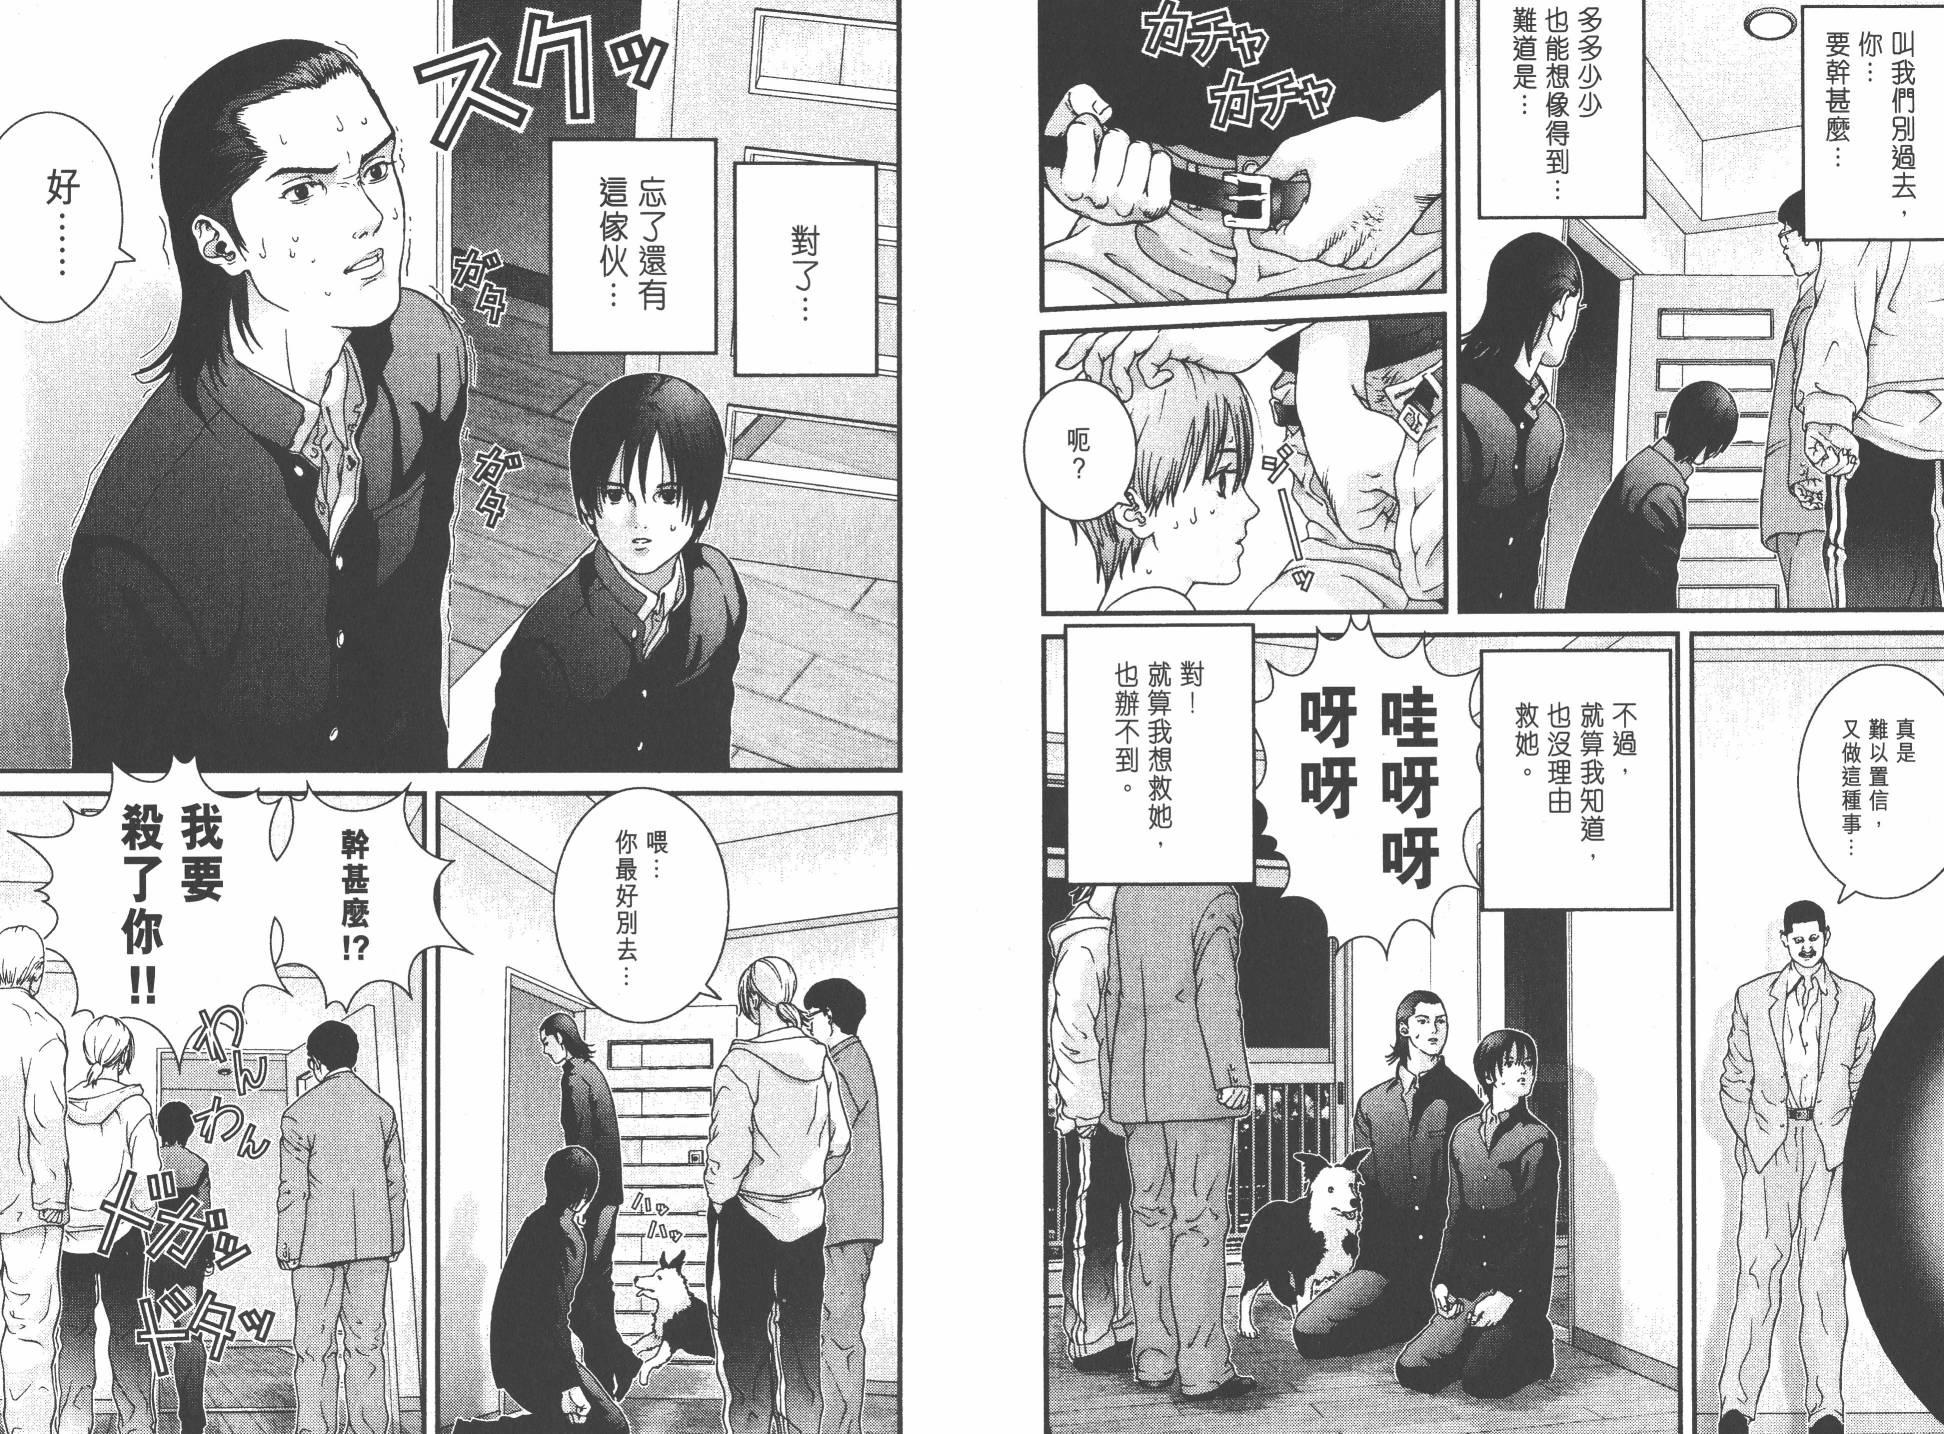 叫我們別過去，
你…
要幹甚麼…
多多少少
也能想像得到…
難道是…
カチャ
カチャ
呃？
真是
難以置信，
又做這種事…
不過，
就算我知道，
也沒理由
救她。
哇呀呀
呀呀
對！
就算我想救她，
也辦不到。
スクッ
對了…
忘了還有
這傢伙…
ガタ
ガタ
好……
喂…
你最好別去…
ハッ
ハッ
幹甚麼!?
我要
殺了你!!
わん
わん
ドガッ
ドタッ